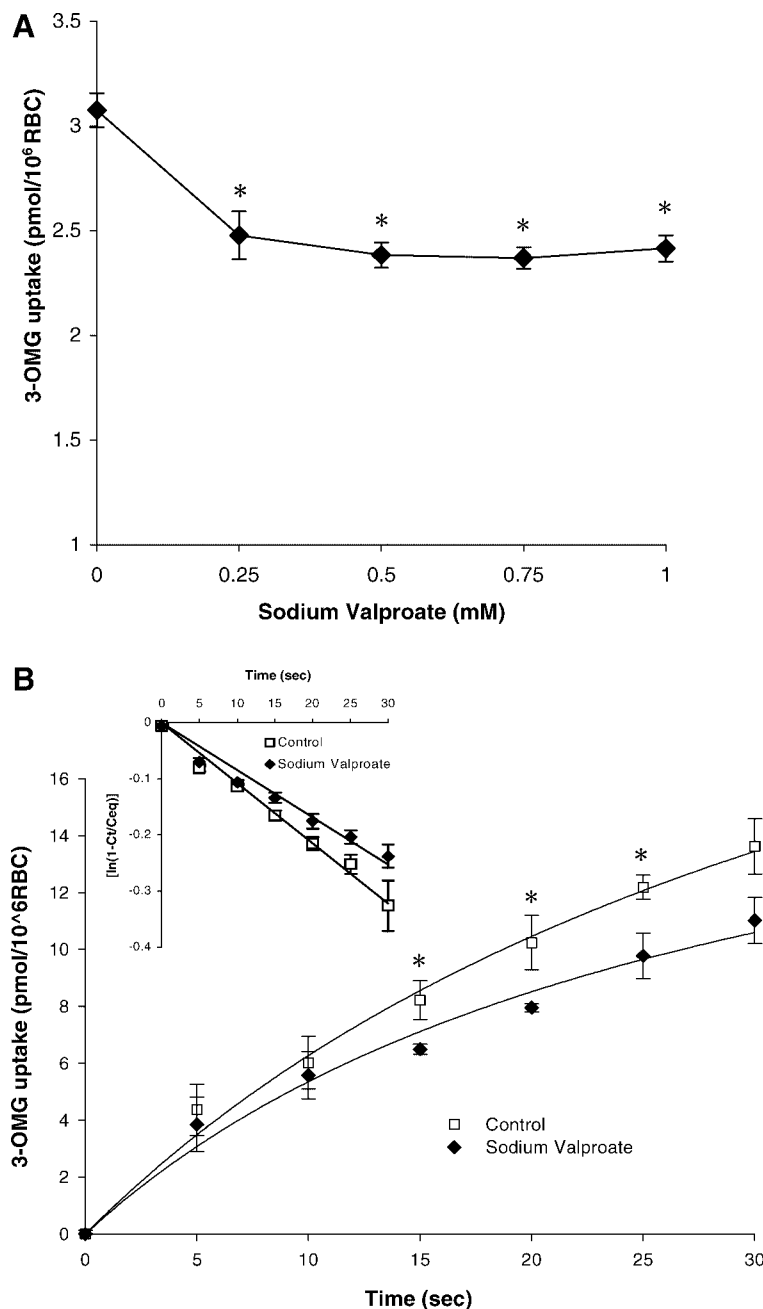 A
3-OMG uptake (pmol/10⁶ RBC)
3.5
3
2.5
2
1.5
1
*
*
*
*
0 0.25 0.5 0.75 1
Sodium Valproate (mM)
B
Time (sec)
0 5 10 15 20 25 30
[ln(1-Ct/Ceq)]
0
-0.1
-0.2
-0.3
-0.4
Control
Sodium Valproate
3-OMG uptake (pmol/10^6RBC)
16
14
12
10
8
6
4
2
0
*
*
*
Control
Sodium Valproate
0 5 10 15 20 25 30
Time (sec)